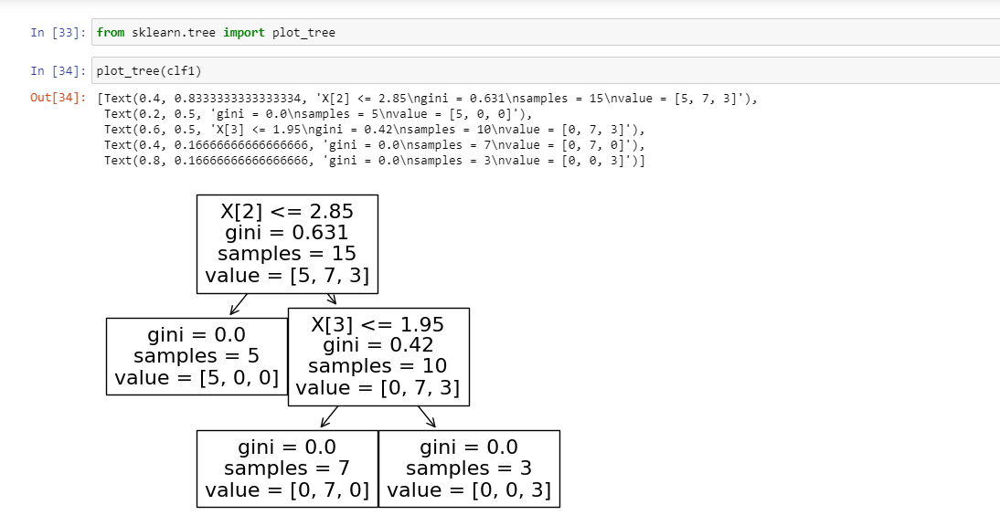 In [33]: from sklearn.tree import plot_tree
In [34]: plot_tree(clf1)
Out[34]: [Text(0.4, 0.8333333333333334, 'X[2] <= 2.85\ngini = 0.631\nsamples = 15\nvalue = [5, 7, 3]'),
Text(0.2, 0.5, 'gini = 0.0\nsamples = 5\nvalue = [5, 0, 0]'),
Text(0.6, 0.5, 'X[3] <= 1.95\ngini = 0.42\nsamples = 10\nvalue = [0, 7, 3]'),
Text(0.4, 0.16666666666666666, 'gini = 0.0\nsamples = 7\nvalue = [0, 7, 0]'),
Text(0.8, 0.16666666666666666, 'gini = 0.0\nsamples = 3\nvalue = [0, 0, 3]')]
X[2] <= 2.85
gini = 0.631
samples = 15
value = [5, 7, 3]
gini = 0.0
samples = 5
value = [5, 0, 0]
X[3] <= 1.95
gini = 0.42
samples = 10
value = [0, 7, 3]
gini = 0.0
samples = 7
value = [0, 7, 0]
gini = 0.0
samples = 3
value = [0, 0, 3]